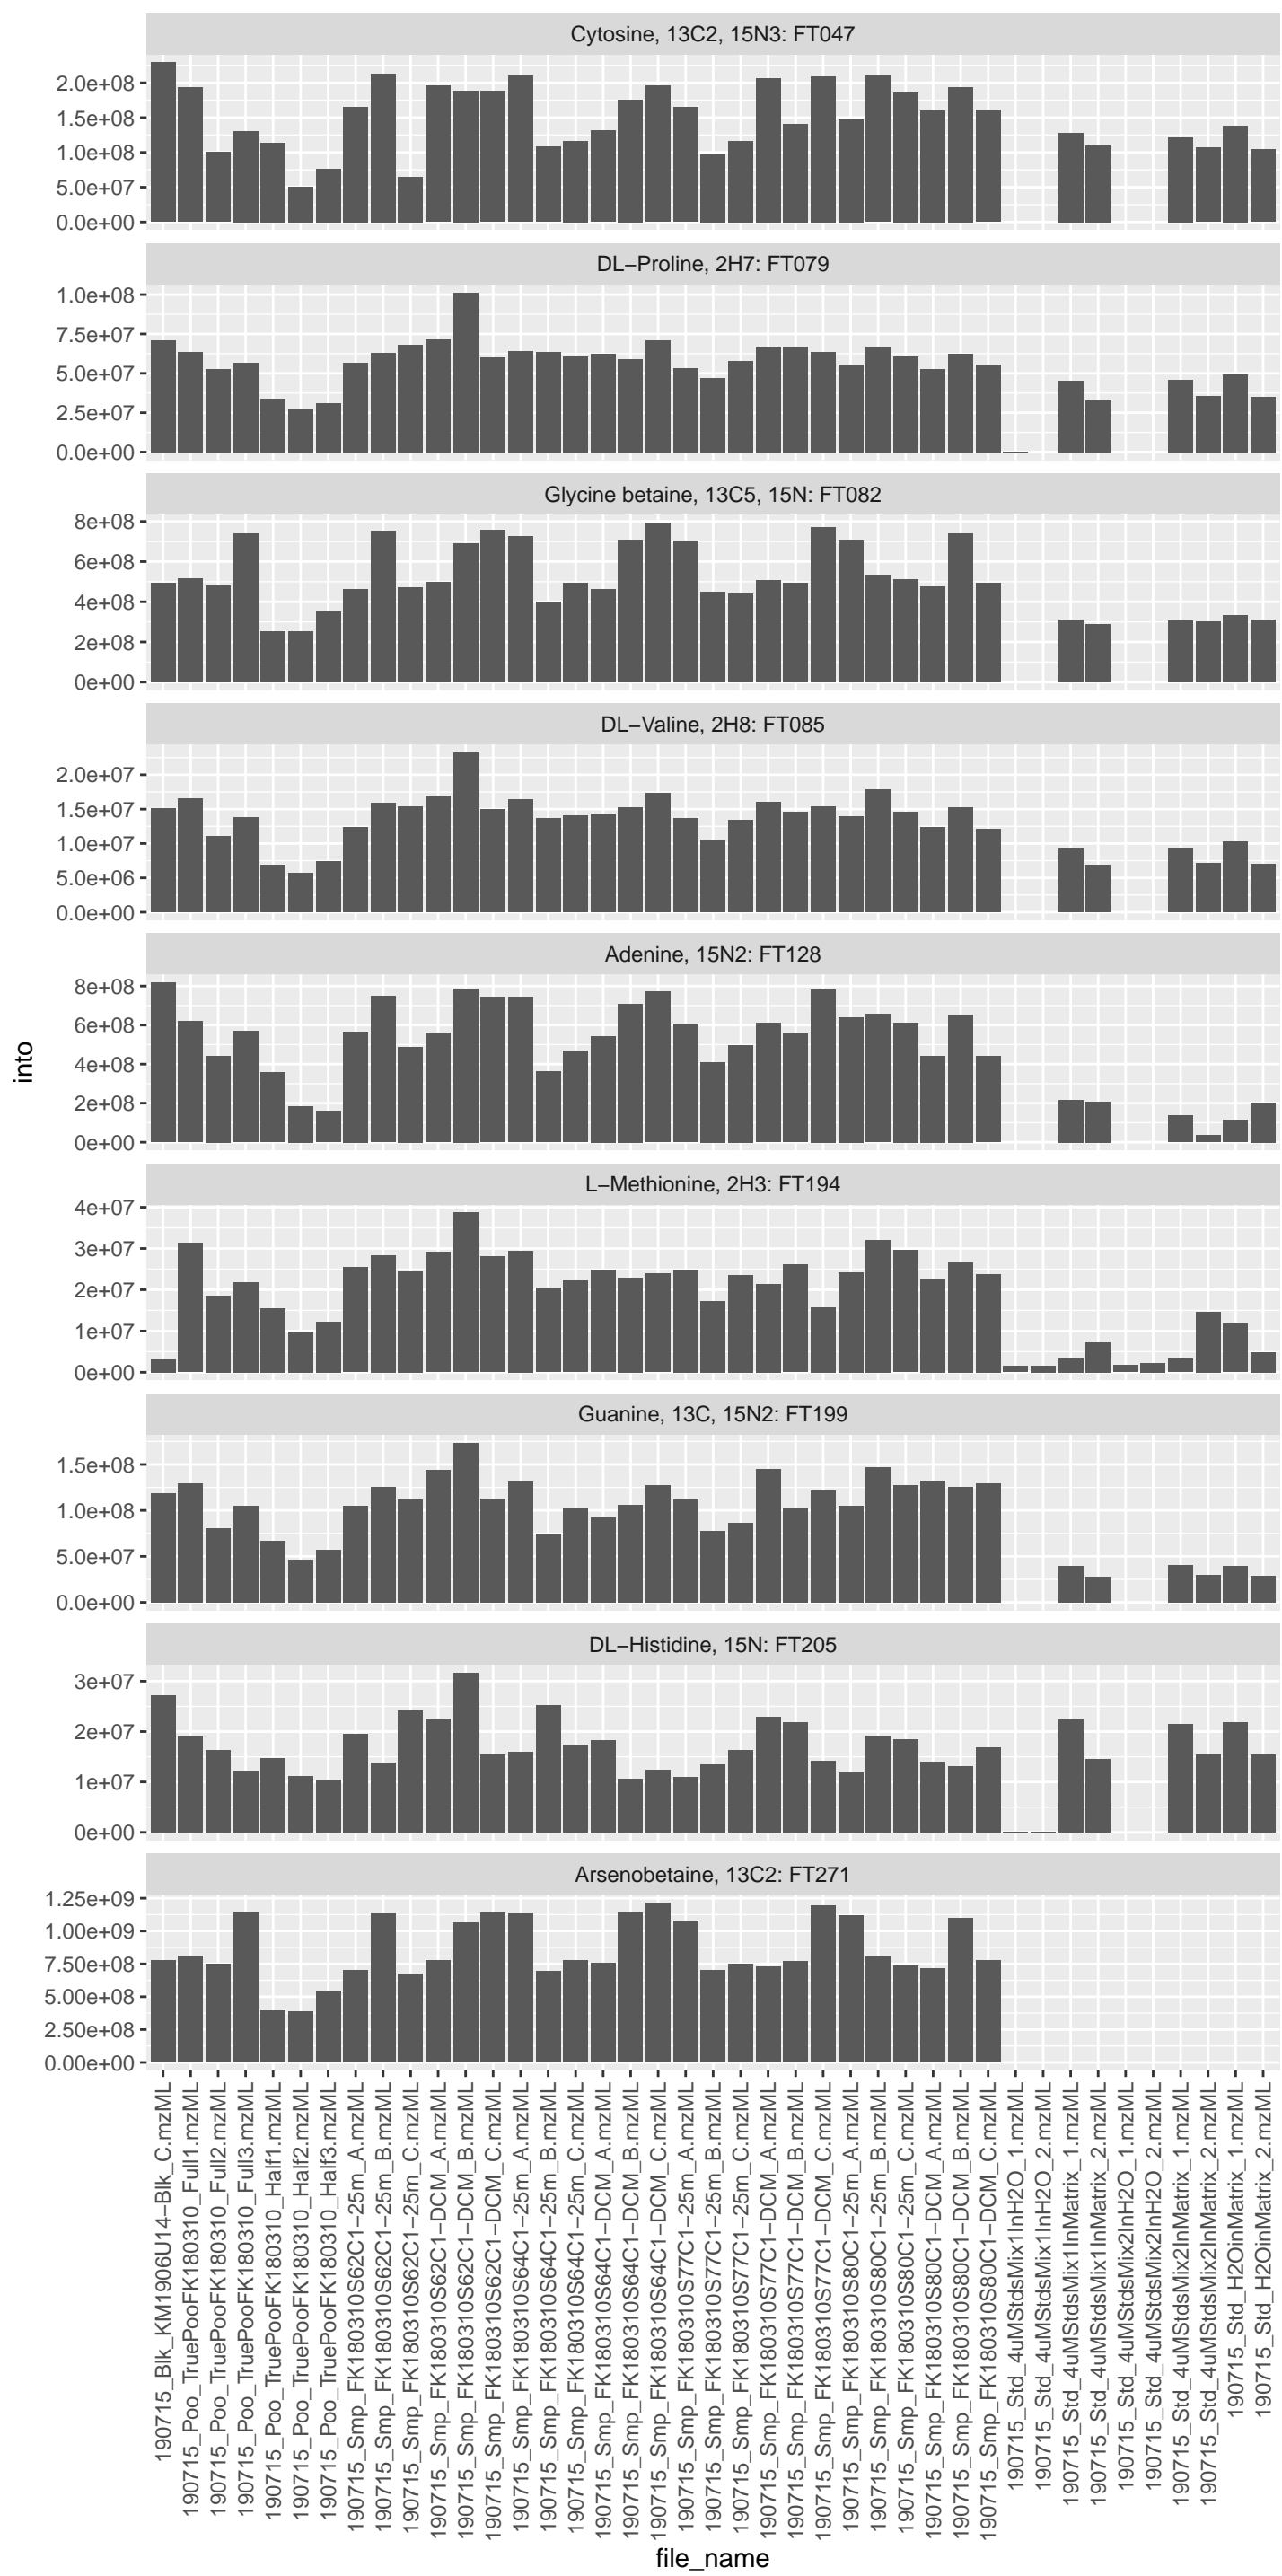 Cytosine, 13C2, 15N3: FT047
2.0e+08
1.5e+08
1.0e+08
5.0e+07
0.0e+00
DL−Proline, 2H7: FT079
1.0e+08
7.5e+07
5.0e+07
2.5e+07
0.0e+00
Glycine betaine, 13C5, 15N: FT082
8e+08
6e+08
4e+08
2e+08
0e+00
DL−Valine, 2H8: FT085
2.0e+07
1.5e+07
1.0e+07
5.0e+06
0.0e+00
Adenine, 15N2: FT128
8e+08
6e+08
4e+08
2e+08
0e+00
into
L−Methionine, 2H3: FT194
4e+07
3e+07
2e+07
1e+07
0e+00
Guanine, 13C, 15N2: FT199
1.5e+08
1.0e+08
5.0e+07
0.0e+00
DL−Histidine, 15N: FT205
3e+07
2e+07
1e+07
0e+00
Arsenobetaine, 13C2: FT271
1.25e+09
1.00e+09
7.50e+08
5.00e+08
2.50e+08
0.00e+00
190715_Blk_KM1906U14−Blk_C.mzML
190715_Poo_TruePooFK180310_Full1.mzML
190715_Poo_TruePooFK180310_Full2.mzML
190715_Poo_TruePooFK180310_Full3.mzML
190715_Poo_TruePooFK180310_Half1.mzML
190715_Poo_TruePooFK180310_Half2.mzML
190715_Poo_TruePooFK180310_Half3.mzML
190715_Smp_FK180310S62C1−25m_A.mzML
190715_Smp_FK180310S62C1−25m_B.mzML
190715_Smp_FK180310S62C1−25m_C.mzML
190715_Smp_FK180310S62C1−DCM_A.mzML
190715_Smp_FK180310S62C1−DCM_B.mzML
190715_Smp_FK180310S62C1−DCM_C.mzML
190715_Smp_FK180310S64C1−25m_A.mzML
190715_Smp_FK180310S64C1−25m_B.mzML
190715_Smp_FK180310S64C1−25m_C.mzML
190715_Smp_FK180310S64C1−DCM_A.mzML
190715_Smp_FK180310S64C1−DCM_B.mzML
190715_Smp_FK180310S64C1−DCM_C.mzML
190715_Smp_FK180310S77C1−25m_A.mzML
190715_Smp_FK180310S77C1−25m_B.mzML
190715_Smp_FK180310S77C1−25m_C.mzML
190715_Smp_FK180310S77C1−DCM_A.mzML
190715_Smp_FK180310S77C1−DCM_B.mzML
190715_Smp_FK180310S77C1−DCM_C.mzML
190715_Smp_FK180310S80C1−25m_A.mzML
190715_Smp_FK180310S80C1−25m_B.mzML
190715_Smp_FK180310S80C1−25m_C.mzML
190715_Smp_FK180310S80C1−DCM_A.mzML
190715_Smp_FK180310S80C1−DCM_B.mzML
190715_Smp_FK180310S80C1−DCM_C.mzML
190715_Std_4uMStdsMix1InH2O_1.mzML
190715_Std_4uMStdsMix1InH2O_2.mzML
190715_Std_4uMStdsMix1InMatrix_1.mzML
190715_Std_4uMStdsMix1InMatrix_2.mzML
190715_Std_4uMStdsMix2InH2O_1.mzML
190715_Std_4uMStdsMix2InH2O_2.mzML
190715_Std_4uMStdsMix2InMatrix_1.mzML
190715_Std_4uMStdsMix2InMatrix_2.mzML
190715_Std_H2OinMatrix_1.mzML
190715_Std_H2OinMatrix_2.mzML
file_name